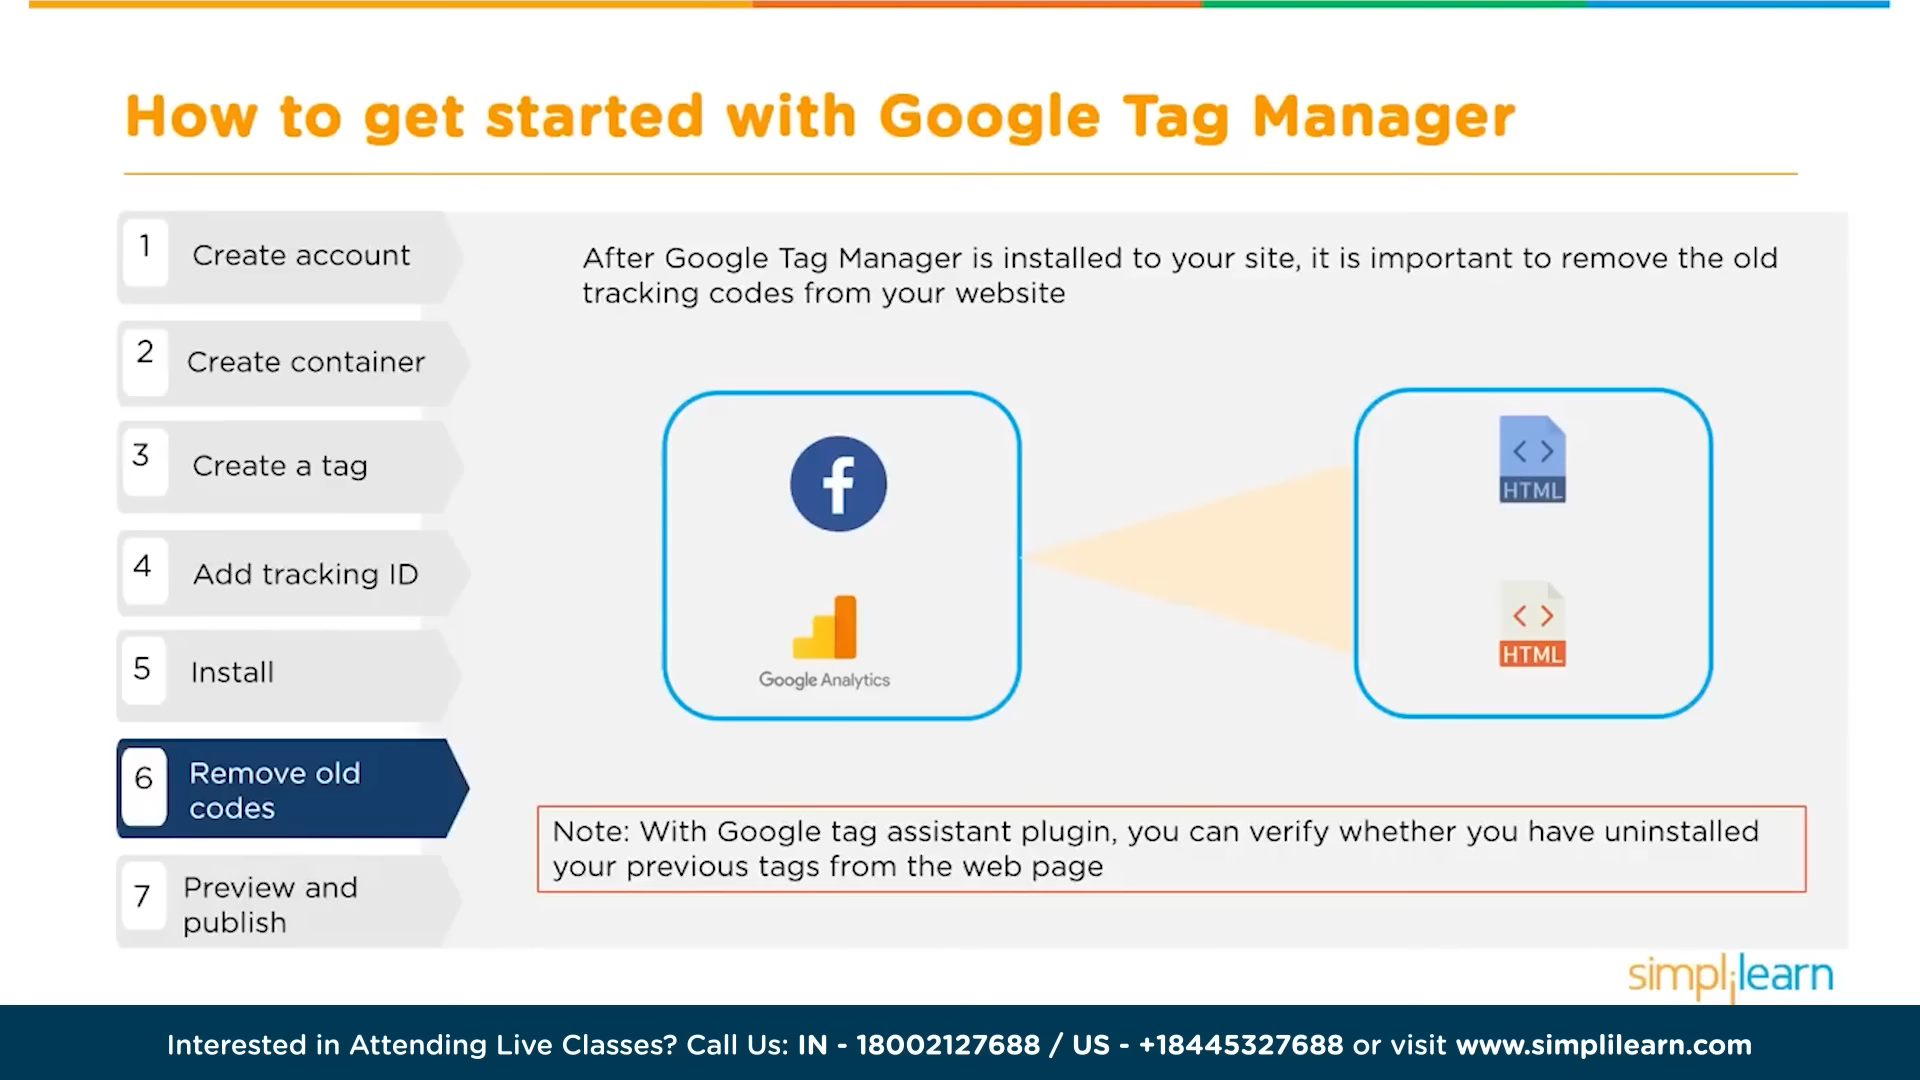 How to get started with Google Tag Manager
1
Create account
2
Create container
3
Create a tag
4
Add tracking ID
5
Install
6
Remove old
codes
7
Preview and
publish
After Google Tag Manager is installed to your site, it is important to remove the old
tracking codes from your website
f
Google Analytics
< >
HTML
< >
HTML
Note: With Google tag assistant plugin, you can verify whether you have uninstalled
your previous tags from the web page
simplilearn
Interested in Attending Live Classes? Call Us: IN - 18002127688 / US - +18445327688 or visit www.simplilearn.com